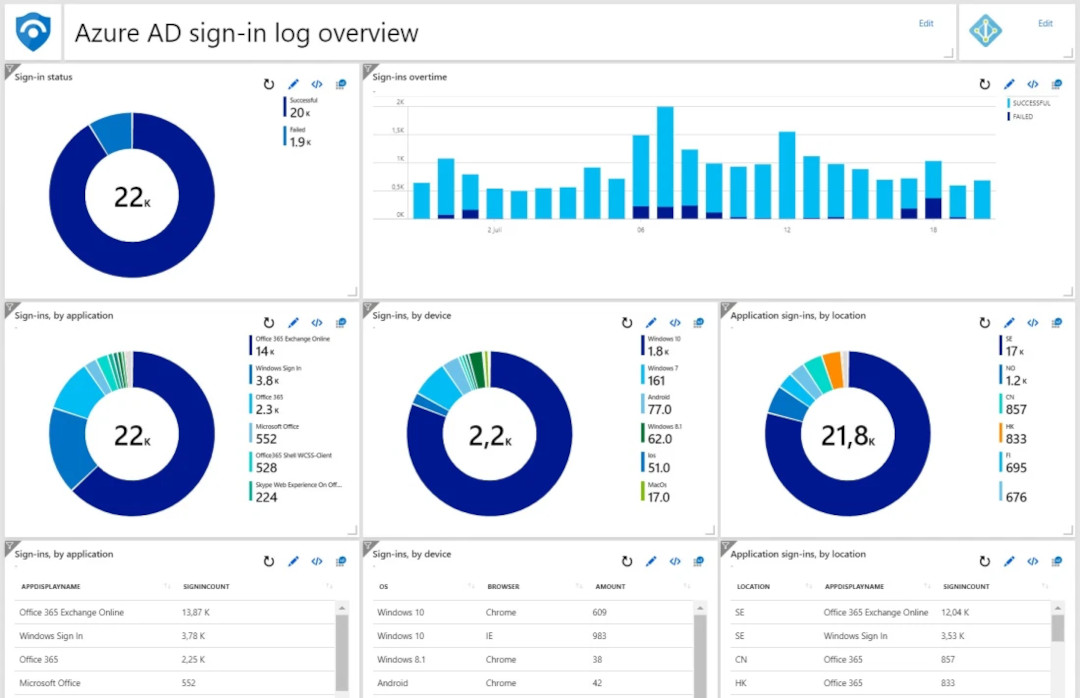 Azure AD sign-in log overview
Edit
Edit
Sign-in status
Successful
20 K
Failed
1.9 K
22K
Sign-ins overtime
2K
1,5K
1K
0,5K
0K
2 juli
06
12
18
SUCCESSFUL
FAILED
Sign-ins, by application
22K
Office 365 Exchange Online
14 K
Windows Sign In
3.8 K
Office 365
2.3 K
Microsoft Office
552
Office365 Shell WCSS-Client
528
Skype Web Experience On Off...
224
Sign-ins, by device
2,2K
Windows 10
1.8 K
Windows 7
161
Android
77.0
Windows 8.1
62.0
Ios
51.0
MacOs
17.0
Application sign-ins, by location
21,8K
SE
17 K
NO
1.2 K
CN
857
HK
833
FI
695
676
Sign-ins, by application
APPDISPLAYNAME SIGNINCOUNT
Office 365 Exchange Online 13,87 K
Windows Sign In 3,78 K
Office 365 2,25 K
Microsoft Office 552
Sign-ins, by device
OS BROWSER AMOUNT
Windows 10 Chrome 609
Windows 10 IE 983
Windows 8.1 Chrome 38
Android Chrome 42
Application sign-ins, by location
LOCATION APPDISPLAYNAME SIGNINCOUNT
SE Office 365 Exchange Online 12,04 K
SE Windows Sign In 3,53 K
CN Office 365 857
HK Office 365 833